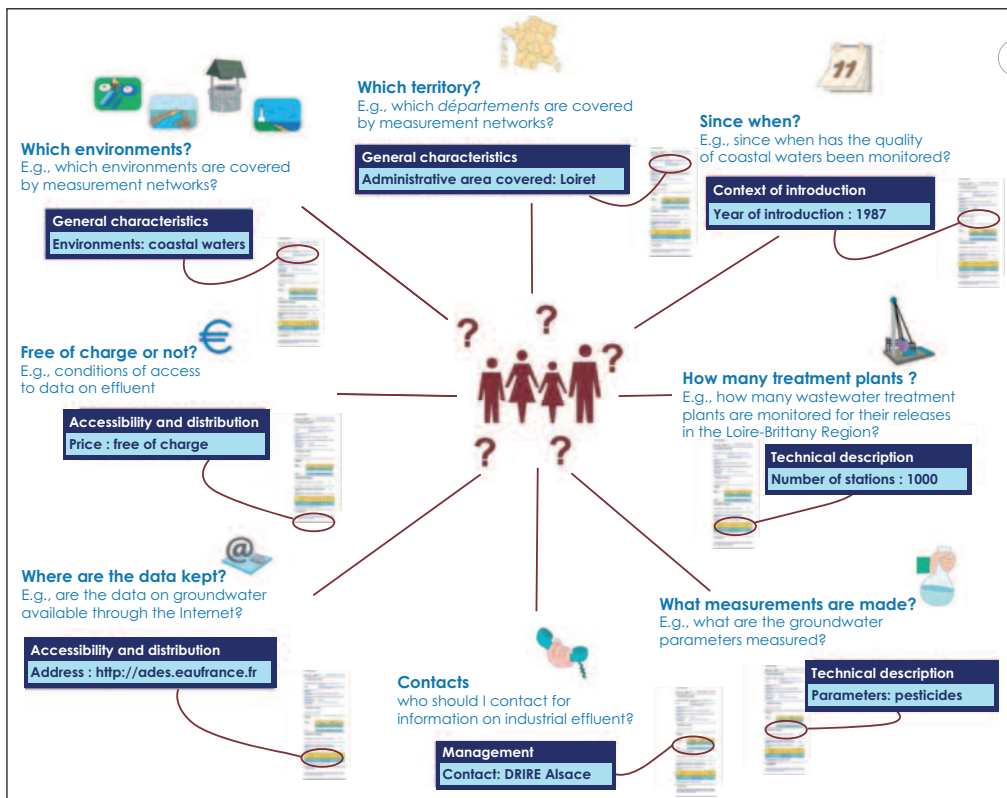 Which territory?
E.g., which départements are covered
by measurement networks?
General characteristics
Administrative area covered: Loiret
11
Since when?
E.g., since when has the quality
of coastal waters been monitored?
Context of introduction
Year of introduction : 1987
Which environments?
E.g., which environments are covered
by measurement networks?
General characteristics
Environments: coastal waters
€
Free of charge or not?
E.g., conditions of access
to data on effluent
Accessibility and distribution
Price : free of charge
? ? ? ? ?
How many treatment plants ?
E.g., how many wastewater treatment
plants are monitored for their releases
in the Loire-Brittany Region?
Technical description
Number of stations : 1000
@
Where are the data kept?
E.g., are the data on groundwater
available through the Internet?
Accessibility and distribution
Address : http://ades.eaufrance.fr
Contacts
who should I contact for
information on industrial effluent?
Management
Contact: DRIRE Alsace
What measurements are made?
E.g., what are the groundwater
parameters measured?
Technical description
Parameters: pesticides